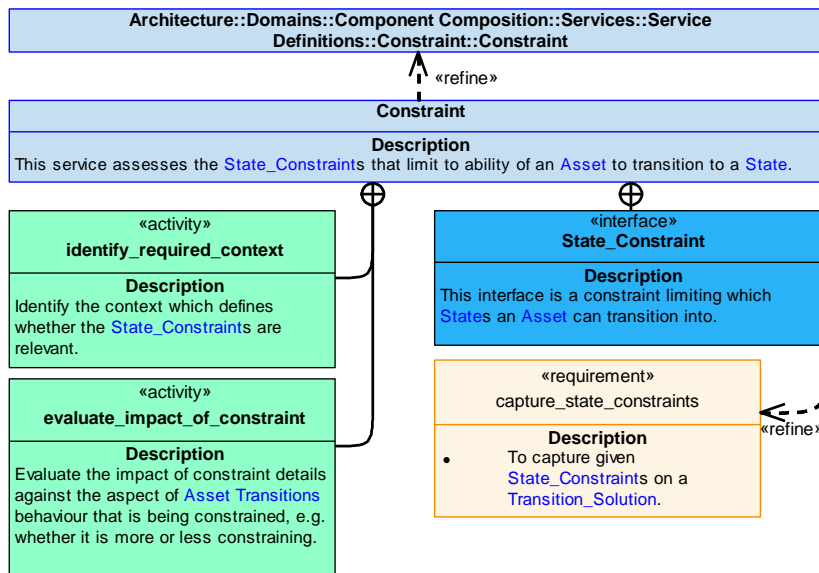 Architecture::Domains::Component Composition::Services::Service
Definitions::Constraint::Constraint
«refine»
Constraint
Description
This service assesses the State_Constraints that limit to ability of an Asset to transition to a State.
«activity»
identify_required_context
Description
Identify the context which defines
whether the State_Constraints are
relevant.
«interface»
State_Constraint
Description
This interface is a constraint limiting which
States an Asset can transition into.
«activity»
evaluate_impact_of_constraint
Description
Evaluate the impact of constraint details
against the aspect of Asset Transitions
behaviour that is being constrained, e.g.
whether it is more or less constraining.
«requirement»
capture_state_constraints
Description
• To capture given
State_Constraints on a
Transition_Solution.
«refine»